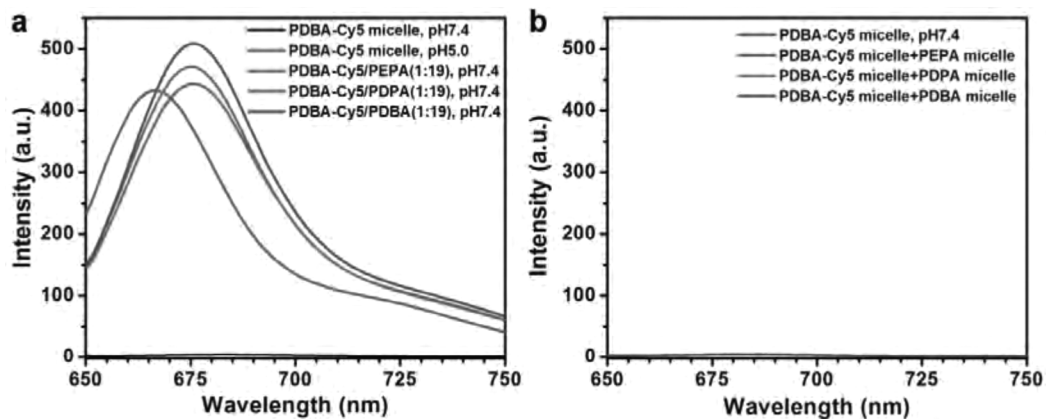 a
PDBA-Cy5 micelle, pH7.4
PDBA-Cy5 micelle, pH5.0
PDBA-Cy5/PEPA(1:19), pH7.4
PDBA-Cy5/PDPA(1:19), pH7.4
PDBA-Cy5/PDBA(1:19), pH7.4
500
400
300
200
100
0
Intensity (a.u.)
650
675
700
725
750
Wavelength (nm)
b
PDBA-Cy5 micelle, pH7.4
PDBA-Cy5 micelle+PEPA micelle
PDBA-Cy5 micelle+PDPA micelle
PDBA-Cy5 micelle+PDBA micelle
500
400
300
200
100
0
Intensity (a.u.)
650
675
700
725
750
Wavelength (nm)